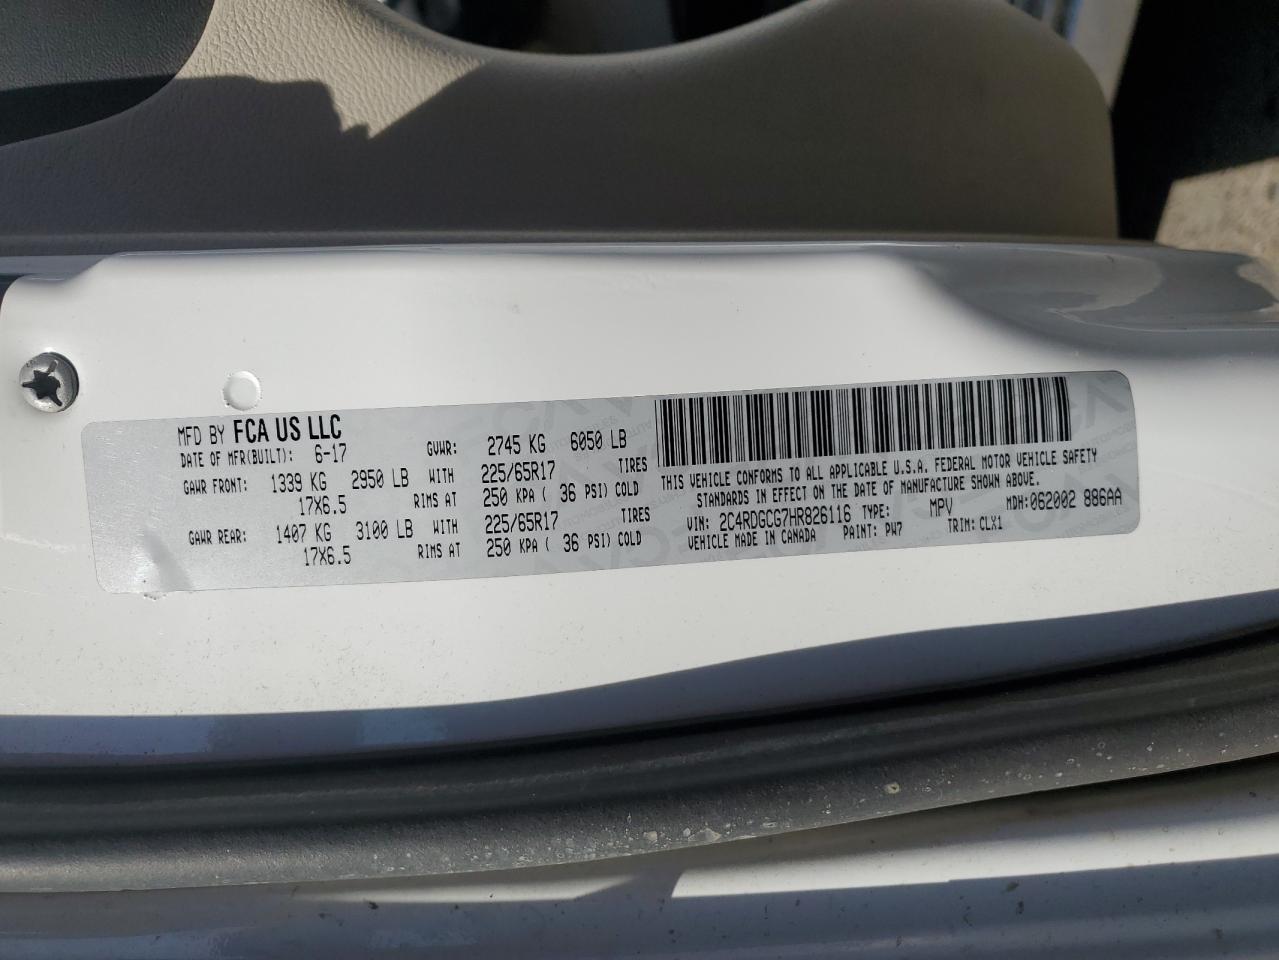 MFD BY FCA US LLC
DATE OF MFR(BUILT): 6-17 GVWR: 2745 KG 6050 LB
GAWR FRONT: 1339 KG 2950 LB WITH 225/65R17 TIRES
17X6.5 RIMS AT 250 KPA ( 36 PSI) COLD
GAWR REAR: 1407 KG 3100 LB WITH 225/65R17 TIRES
17X6.5 RIMS AT 250 KPA ( 36 PSI) COLD
THIS VEHICLE CONFORMS TO ALL APPLICABLE U.S.A. FEDERAL MOTOR VEHICLE SAFETY
STANDARDS IN EFFECT ON THE DATE OF MANUFACTURE SHOWN ABOVE.
VIN: 2C4RDGCG7HR826116 TYPE: MPV MDH:062002 886AA
VEHICLE MADE IN CANADA PAINT: PW7 TRIM: CLX1